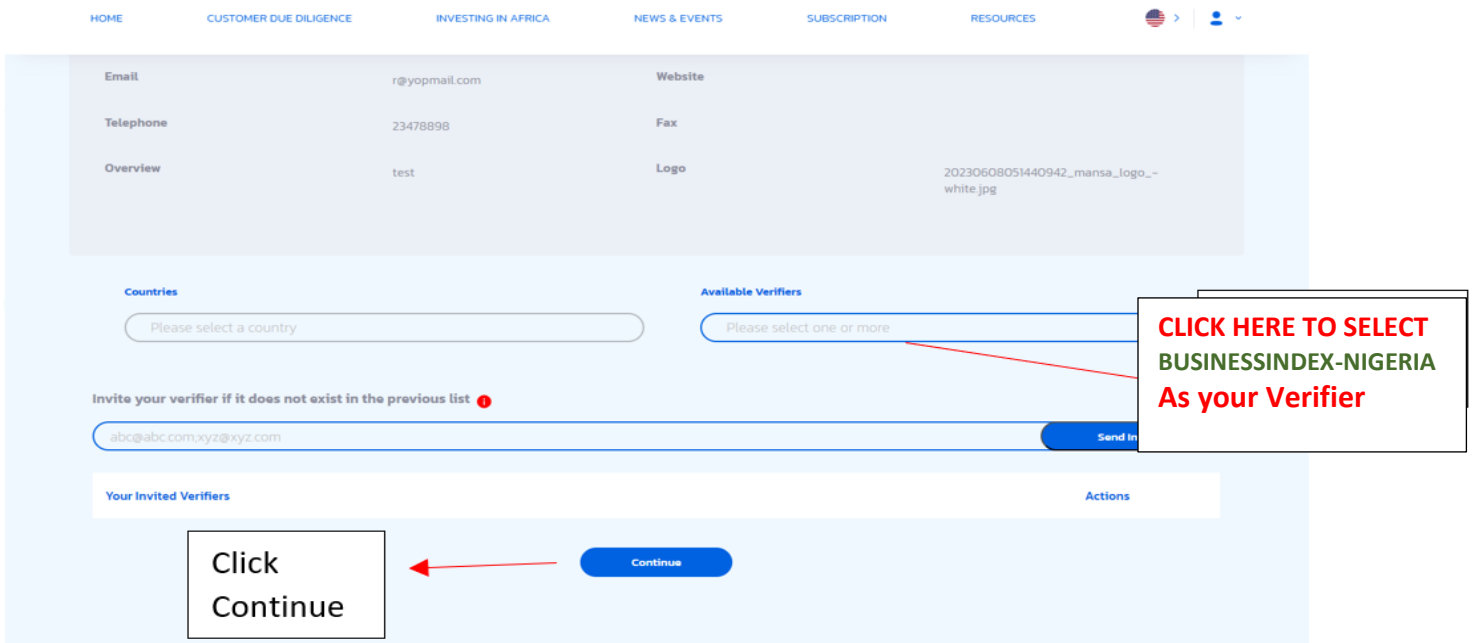 HOME CUSTOMER DUE DILIGENCE INVESTING IN AFRICA NEWS & EVENTS SUBSCRIPTION RESOURCES
Email r@yopmail.com Website
Telephone 23478898 Fax
Overview test Logo 20230608051440942_mansa_logo_-
white.jpg
Countries Available Verifiers
Please select a country Please select one or more
CLICK HERE TO SELECT
BUSINESSINDEX-NIGERIA
As your Verifier
Invite your verifier if it does not exist in the previous list
abc@abc.com;xyz@xyz.com Send In
Your Invited Verifiers Actions
Click
Continue
Continue